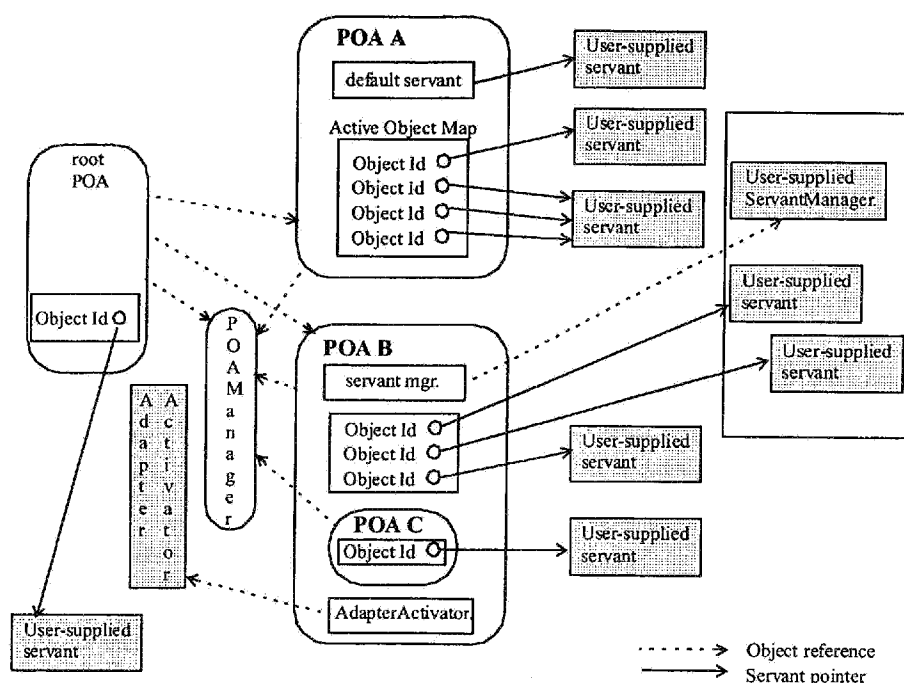 POA A
default servant
Active Object Map
Object Id
Object Id
Object Id
Object Id
User-supplied
servant
User-supplied
servant
User-supplied
servant
root
POA
Object Id
POAManager
Adapter
Activator
User-supplied
servant
POA B
servant mgr.
Object Id
Object Id
Object Id
POA C
Object Id
AdapterActivator.
User-supplied
servant
User-supplied
servant
User-supplied
ServantManager.
User-supplied
servant
User-supplied
servant
Object reference
Servant pointer